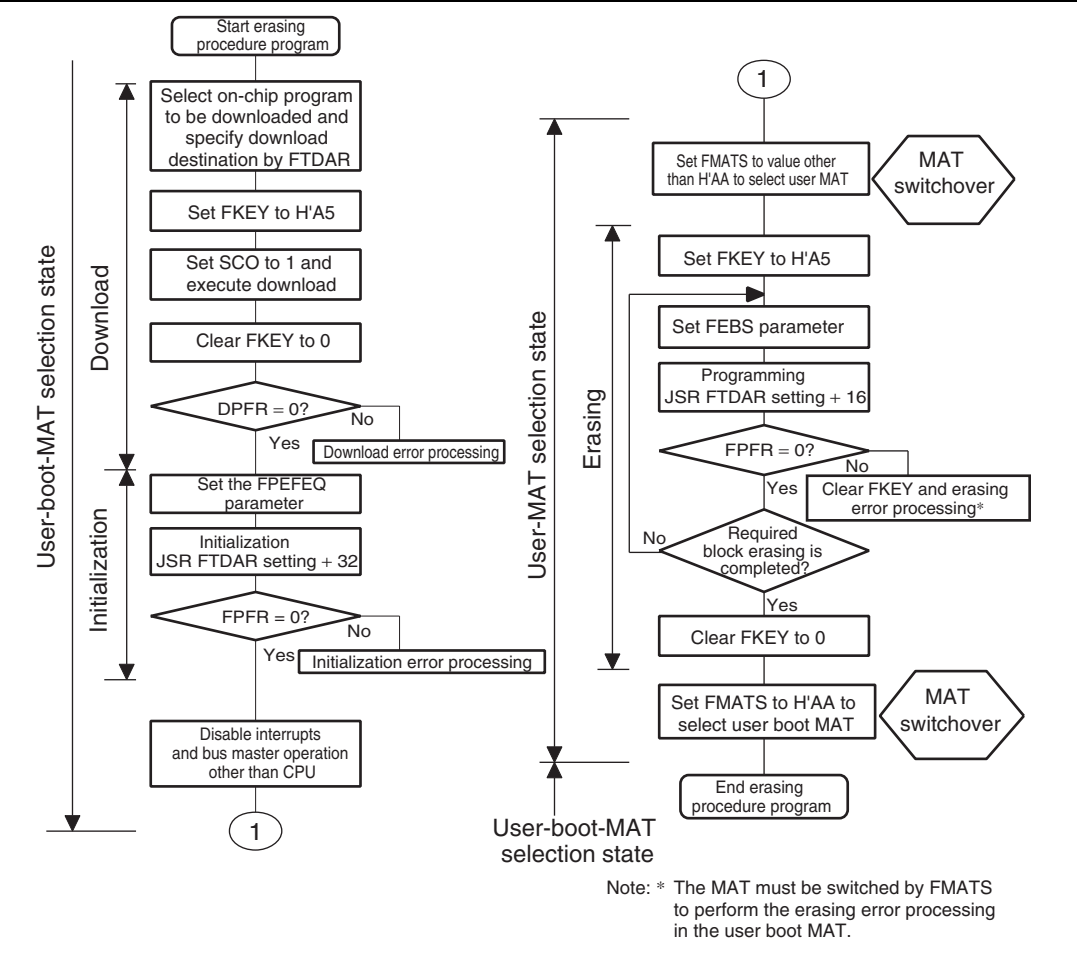 Start erasing
procedure program
User-boot-MAT selection state
Download
Select on-chip program
to be downloaded and
specify download
destination by FTDAR
Set FKEY to H'A5
Set SCO to 1 and
execute download
Clear FKEY to 0
DPFR = 0?
No
Yes
Download error processing
Initialization
Set the FPEFEQ
parameter
Initialization
JSR FTDAR setting + 32
FPFR = 0?
No
Yes
Initialization error processing
Disable interrupts
and bus master operation
other than CPU
1
1
User-MAT selection state
Set FMATS to value other
than H'AA to select user MAT
MAT
switchover
Erasing
Set FKEY to H'A5
Set FEBS parameter
Programming
JSR FTDAR setting + 16
FPFR = 0?
No
Yes
Clear FKEY and erasing
error processing*
No
Required
block erasing is
completed?
Yes
Clear FKEY to 0
Set FMATS to H'AA to
select user boot MAT
MAT
switchover
End erasing
procedure program
User-boot-MAT
selection state
Note: * The MAT must be switched by FMATS
to perform the erasing error processing
in the user boot MAT.